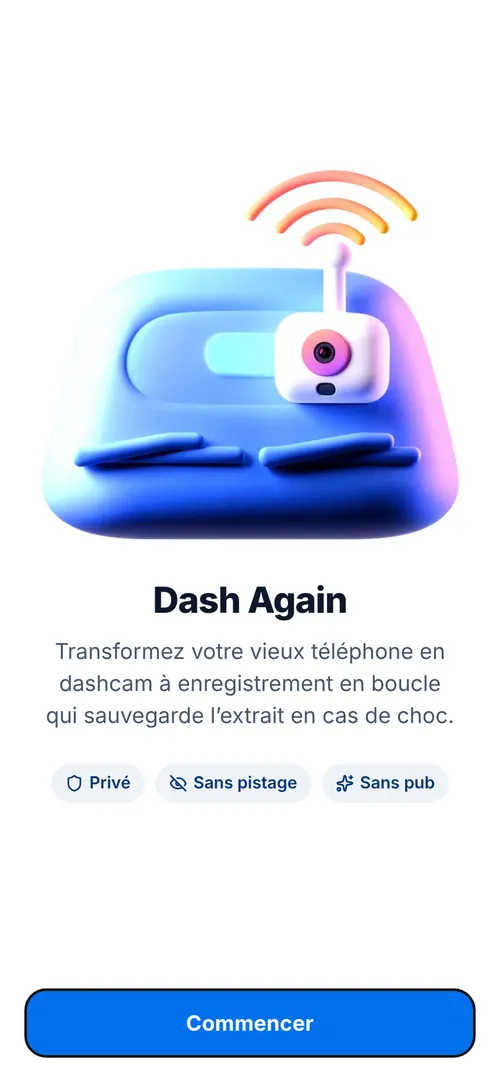 Dash Again
Transformez votre vieux téléphone en
dashcam à enregistrement en boucle
qui sauvegarde l’extrait en cas de choc.
Privé
Sans pistage
Sans pub
Commencer